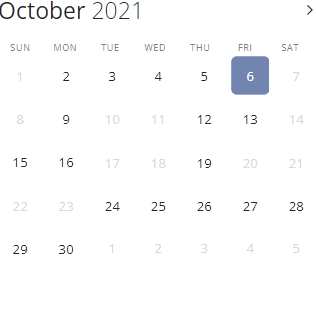 October 2021 >
SUN MON TUE WED THU FRI SAT
1 2 3 4 5 6 7
8 9 10 11 12 13 14
15 16 17 18 19 20 21
22 23 24 25 26 27 28
29 30 1 2 3 4 5